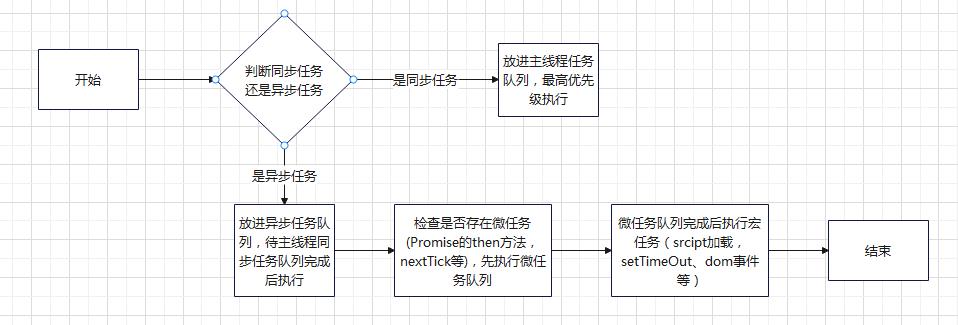 开始
判断同步任务
还是异步任务
是同步任务
放进主线程任务
队列，最高优先
级执行
是异步任务
放进异步任务队
列，待主线程同
步任务队列完成
后执行
检查是否存在微任务
(Promise的then方法，
nextTick等)，先执行微任
务队列
微任务队列完成后执行宏
任务（srcipt加载，
setTimeOut、dom事件
等）
结束